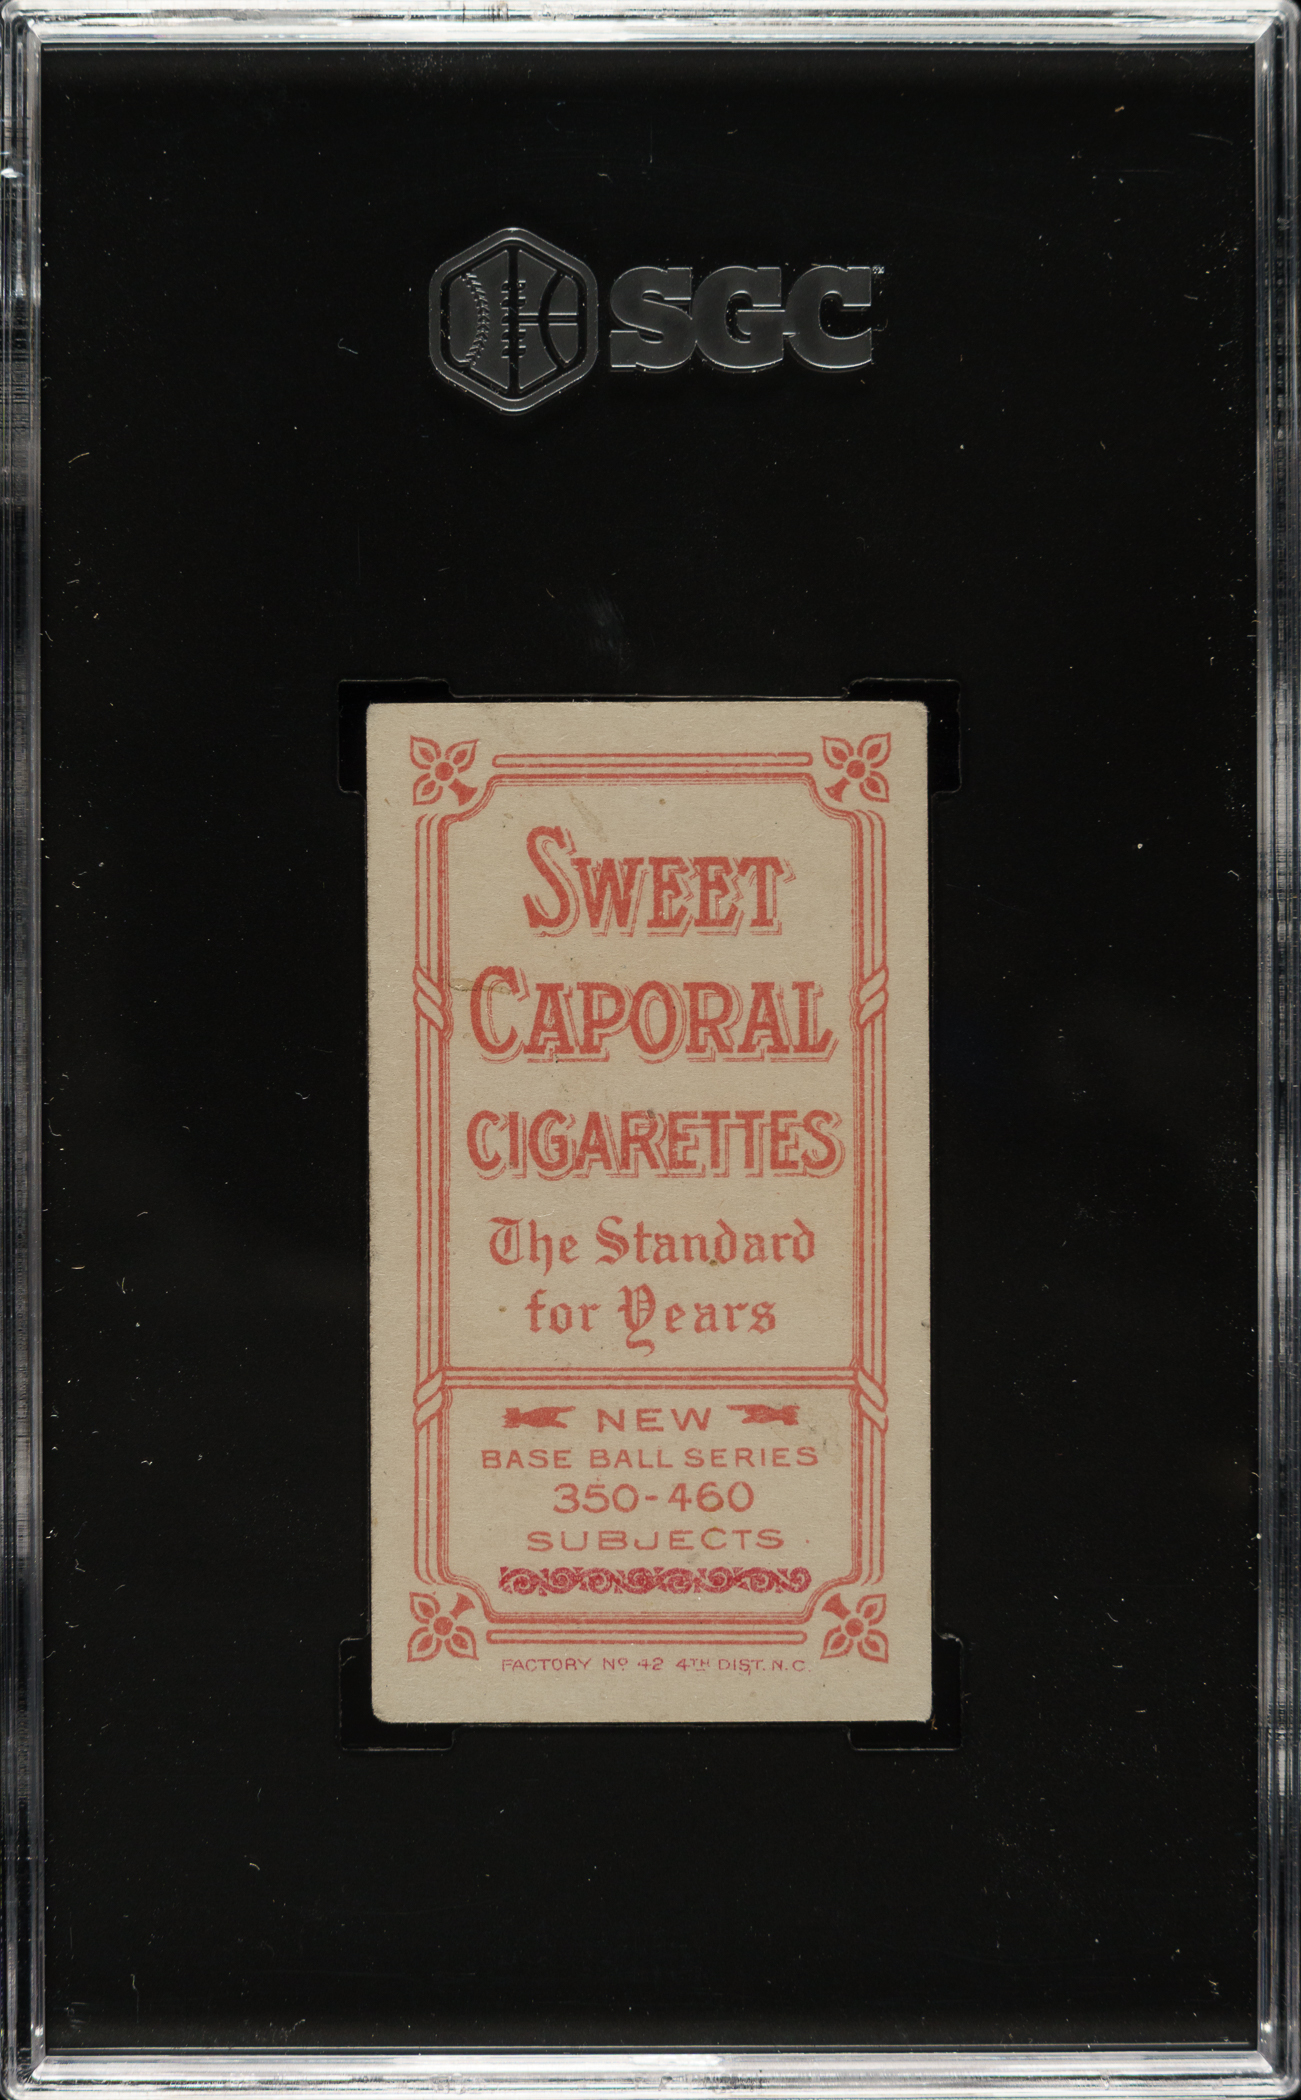 SGC
SWEET
CAPORAL
CIGARETTES
The Standard
for Years
NEW
BASE BALL SERIES
350-460
SUBJECTS
FACTORY Nº 42 4TH DIST. N. C.